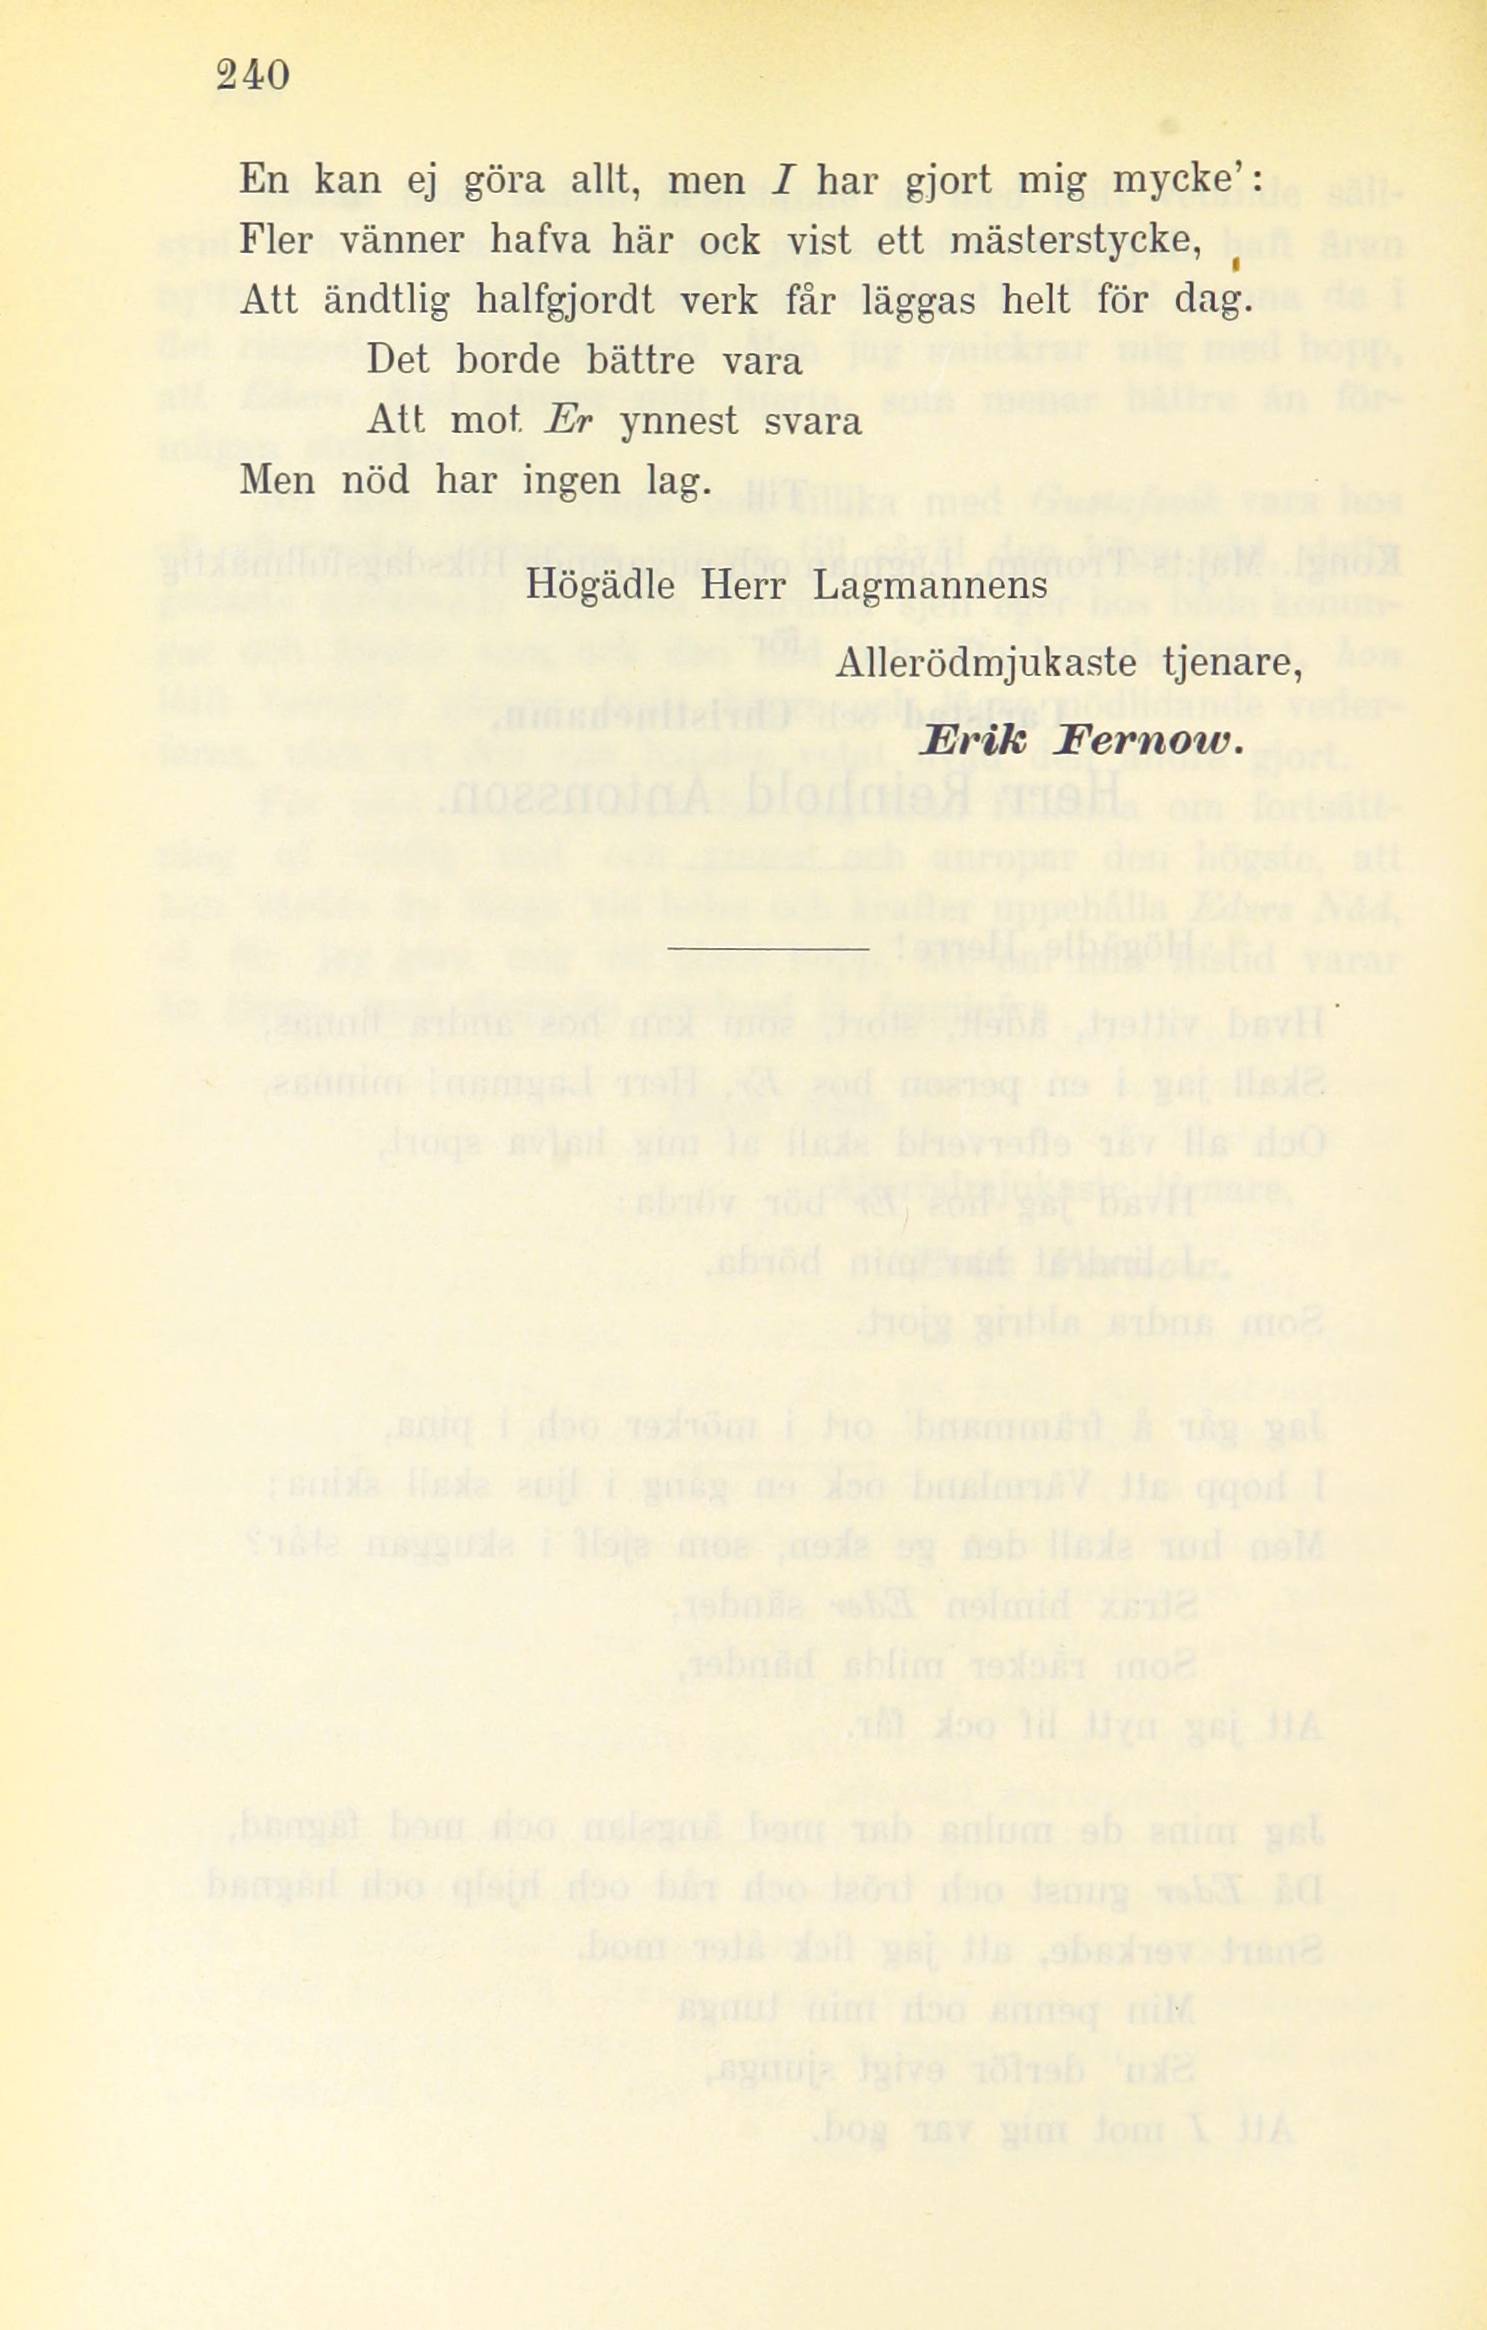 240
En kan ej göra allt, men I har gjort mig mycke':
Fler vänner hafva här ock vist ett mästerstycke,
Att ändtlig halfgjordt verk får läggas helt för dag.
Det borde bättre vara
Att mot Er ynnest svara
Men nöd har ingen lag.
Högädle Herr Lagmannens
Allerödmjukaste tjenare,
Erik Fernow.